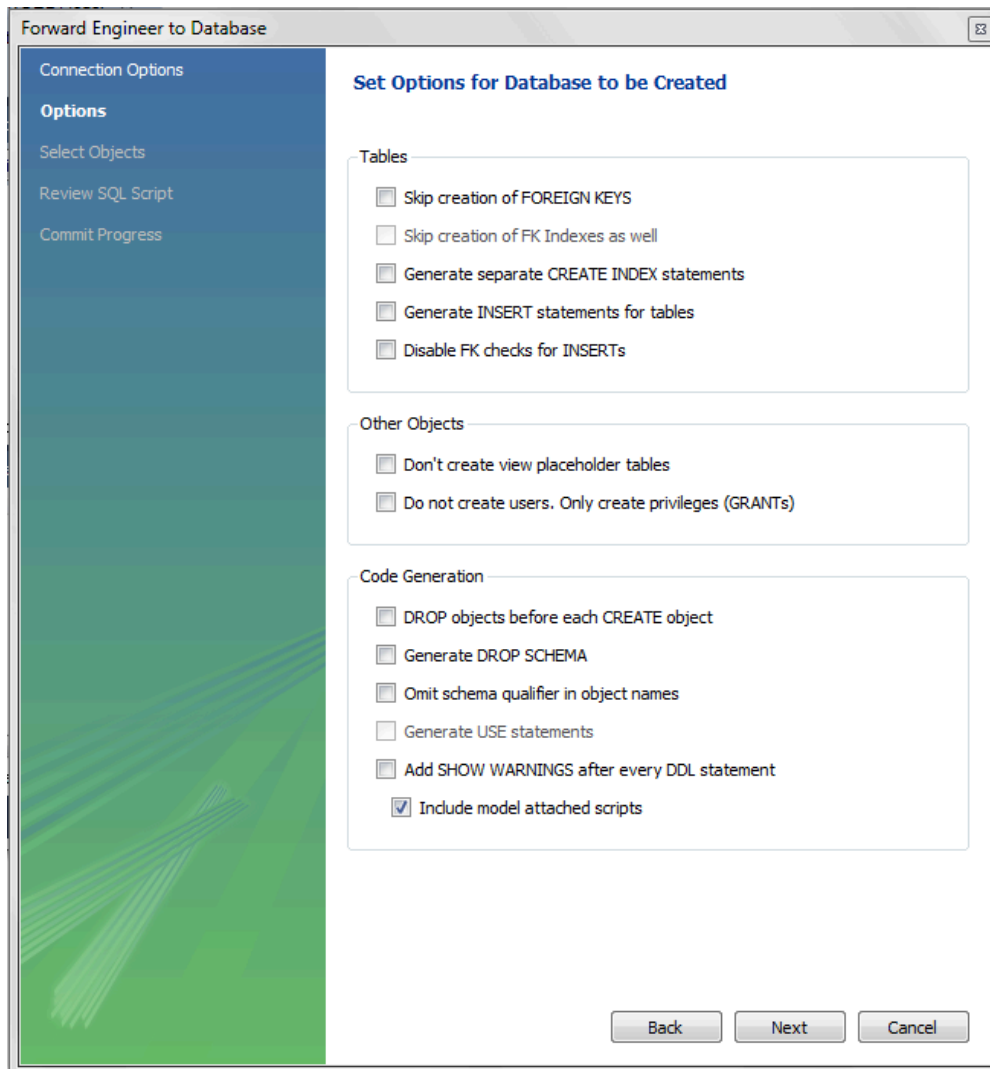 Forward Engineer to Database
Connection Options
Options
Select Objects
Review SQL Script
Commit Progress
Set Options for Database to be Created
Tables
Skip creation of FOREIGN KEYS
Skip creation of FK Indexes as well
Generate separate CREATE INDEX statements
Generate INSERT statements for tables
Disable FK checks for INSERTs
Other Objects
Don't create view placeholder tables
Do not create users. Only create privileges (GRANTs)
Code Generation
DROP objects before each CREATE object
Generate DROP SCHEMA
Omit schema qualifier in object names
Generate USE statements
Add SHOW WARNINGS after every DDL statement
Include model attached scripts
Back Next Cancel